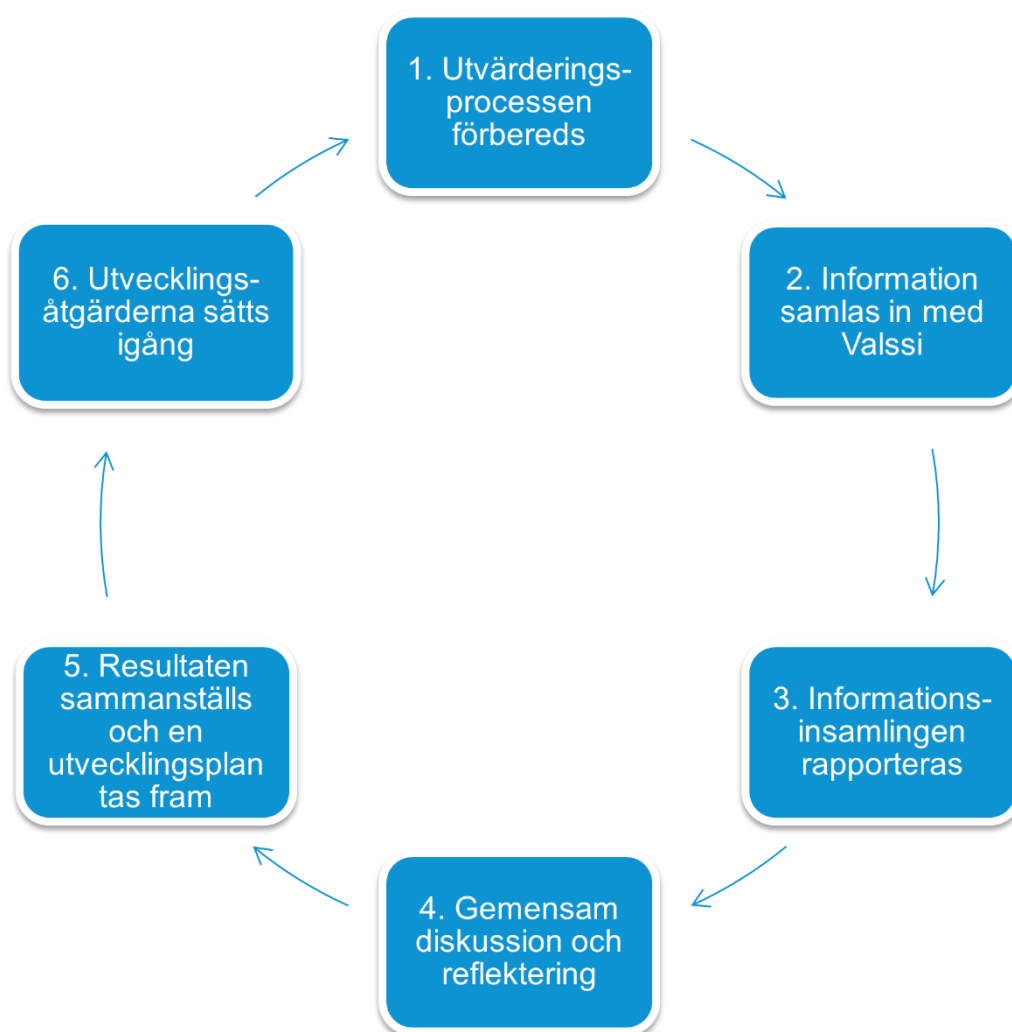 1. Utvärderings-
processen
förbereds
2. Information
samlas in med
Valssi
3. Informations-
insamlingen
rapporteras
4. Gemensam
diskussion och
reflektering
5. Resultaten
sammanställs
och en
utvecklingsplan
tas fram
6. Utvecklings-
åtgärderna sätts
igång